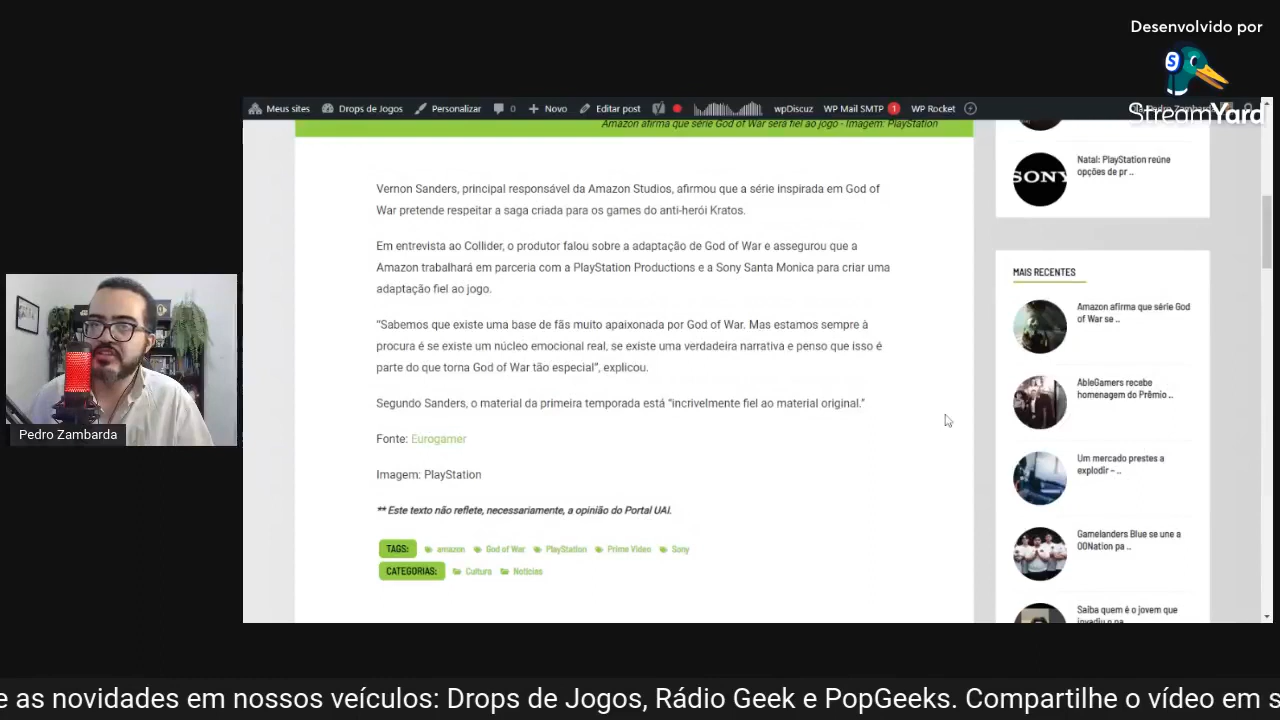 Desenvolvido por
StreamYard
Meus sites Drops de Jogos Personalizar 0 Novo Editar post wpDiscuz WP Mail SMTP 1 WP Rocket
Amazon afirma que série God of War será fiel ao jogo - Imagem: PlayStation
Vernon Sanders, principal responsável da Amazon Studios, afirmou que a série inspirada em God of
War pretende respeitar a saga criada para os games do anti-herói Kratos.
Em entrevista ao Collider, o produtor falou sobre a adaptação de God of War e assegurou que a
Amazon trabalhará em parceria com a PlayStation Productions e a Sony Santa Monica para criar uma
adaptação fiel ao jogo.
“Sabemos que existe uma base de fãs muito apaixonada por God of War. Mas estamos sempre à
procura é se existe um núcleo emocional real, se existe uma verdadeira narrativa e penso que isso é
parte do que torna God of War tão especial”, explicou.
Segundo Sanders, o material da primeira temporada está “incrivelmente fiel ao material original.”
Fonte: Eurogamer
Imagem: PlayStation
** Este texto não reflete, necessariamente, a opinião do Portal UAI.
TAGS: amazon God of War PlayStation Prime Video Sony
CATEGORIAS: Cultura Notícias
SONY
Natal: PlayStation reúne
opções de pr ..
MAIS RECENTES
Amazon afirma que série God
of War se ..
AbleGamers recebe
homenagem do Prêmio ..
Um mercado prestes a
explodir – ..
Gamelanders Blue se une a
00Nation pa ..
Saiba quem é o jovem que
invadiu o pa ..
Pedro Zambarda
e as novidades em nossos veículos: Drops de Jogos, Rádio Geek e PopGeeks. Compartilhe o vídeo em s